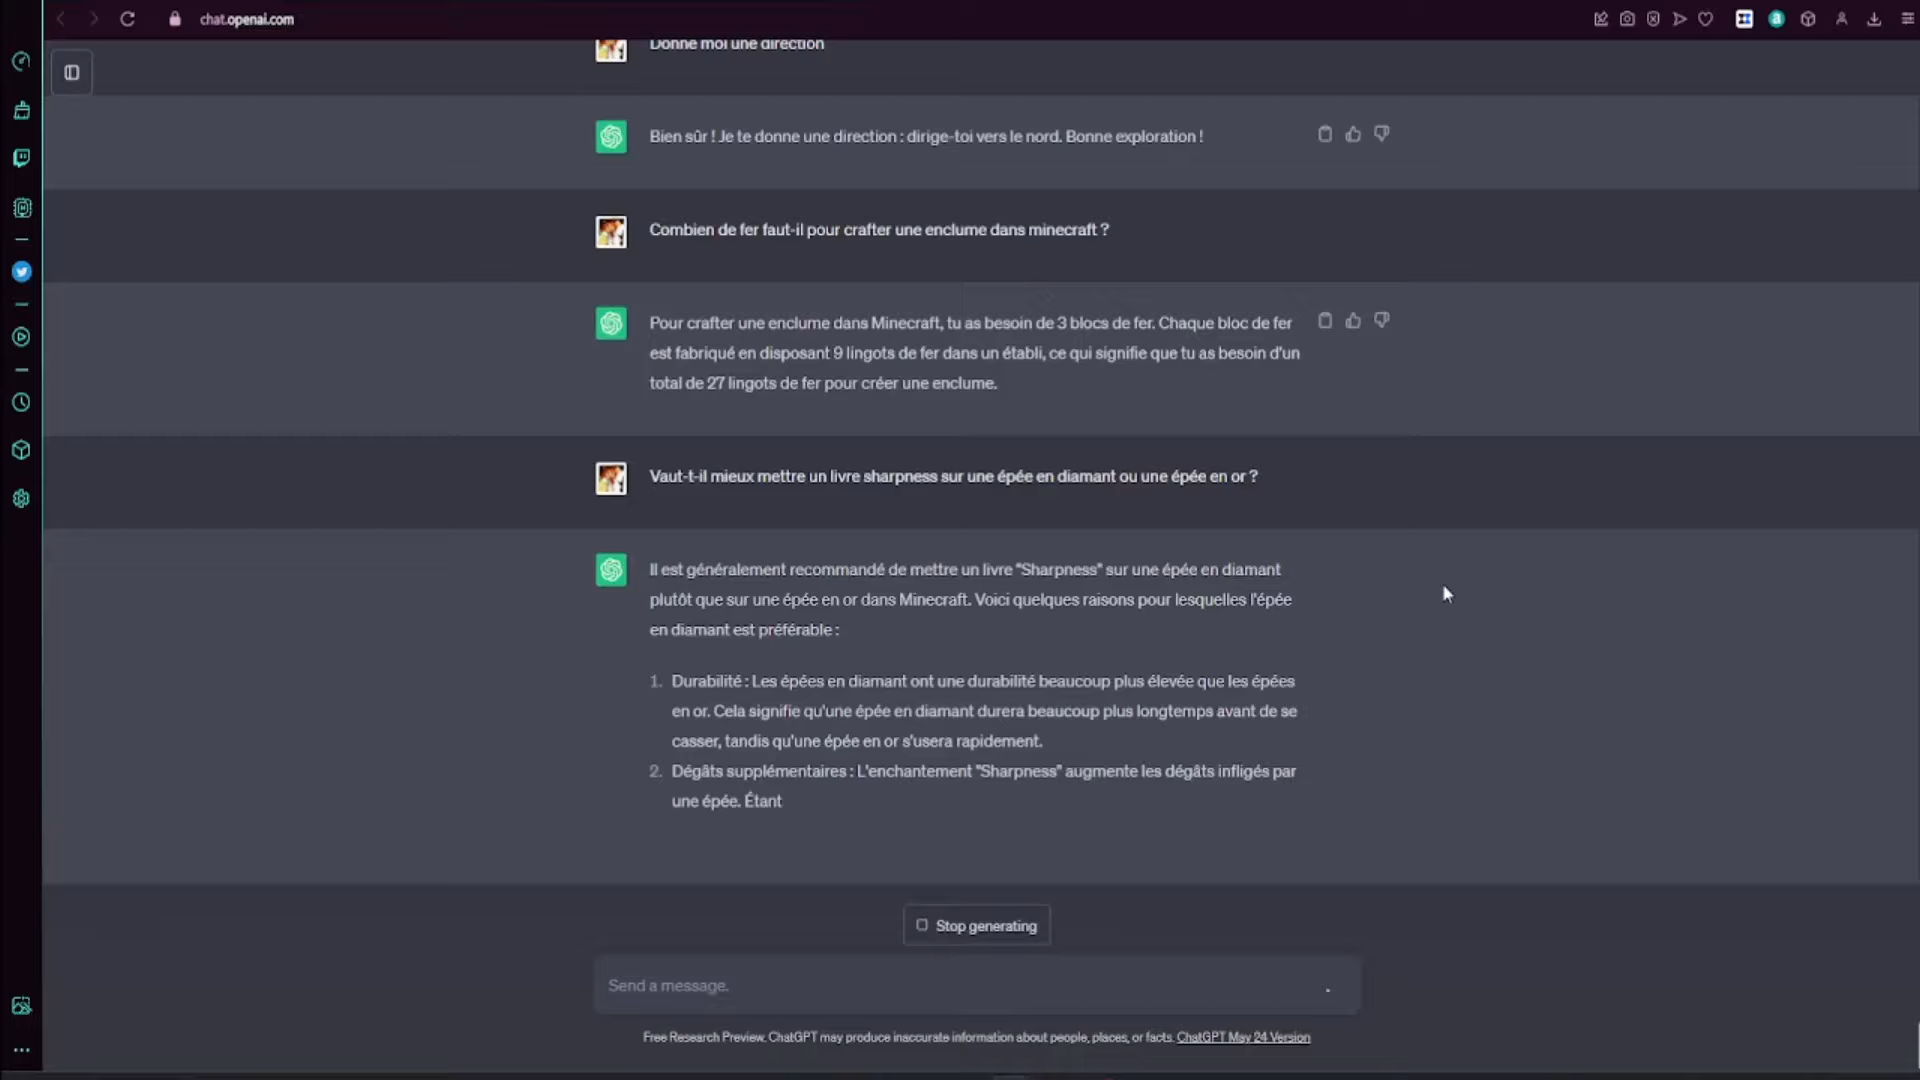 chat.openai.com
Donne moi une direction
Bien sûr ! Je te donne une direction : dirige-toi vers le nord. Bonne exploration !
Combien de fer faut-il pour crafter une enclume dans minecraft ?
Pour crafter une enclume dans Minecraft, tu as besoin de 3 blocs de fer. Chaque bloc de fer
est fabriqué en disposant 9 lingots de fer dans un établi, ce qui signifie que tu as besoin d'un
total de 27 lingots de fer pour créer une enclume.
Vaut-t-il mieux mettre un livre sharpness sur une épée en diamant ou une épée en or ?
Il est généralement recommandé de mettre un livre "Sharpness" sur une épée en diamant
plutôt que sur une épée en or dans Minecraft. Voici quelques raisons pour lesquelles l'épée
en diamant est préférable :
1. Durabilité : Les épées en diamant ont une durabilité beaucoup plus élevée que les épées
en or. Cela signifie qu'une épée en diamant durera beaucoup plus longtemps avant de se
casser, tandis qu'une épée en or s'usera rapidement.
2. Dégâts supplémentaires : L'enchantement "Sharpness" augmente les dégâts infligés par
une épée. Étant
Stop generating
Send a message.
Free Research Preview. ChatGPT may produce inaccurate information about people, places, or facts. ChatGPT May 24 Version